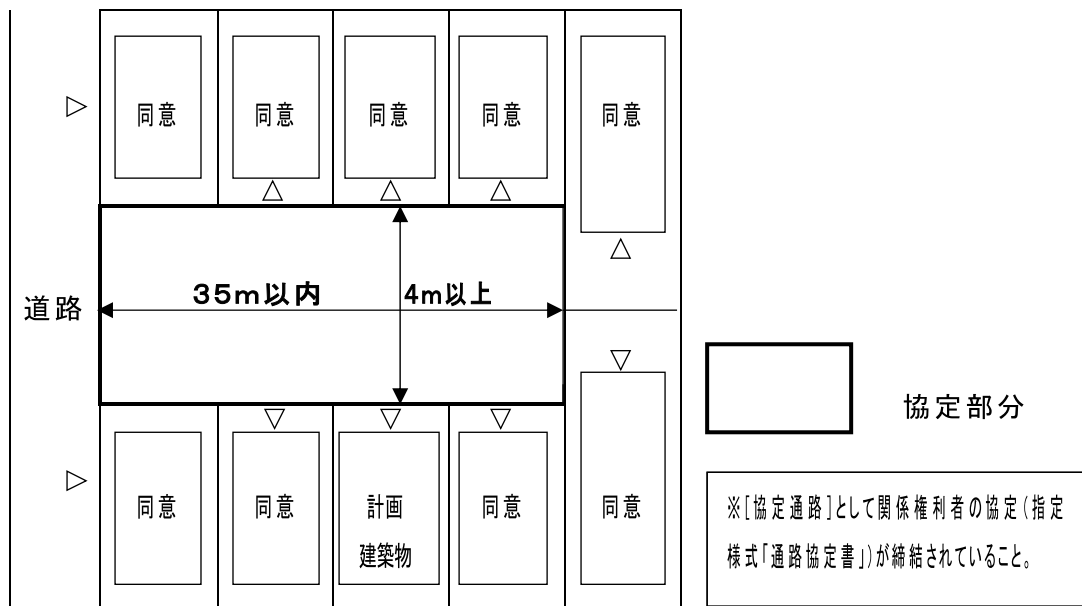 同意 同意 同意 同意 同意
35m以内 4m以上
道路
協定部分
同意 同意 計画 同意 同意
建築物
※[協定通路]として関係権利者の協定(指定
様式「通路協定書」)が締結されていること。